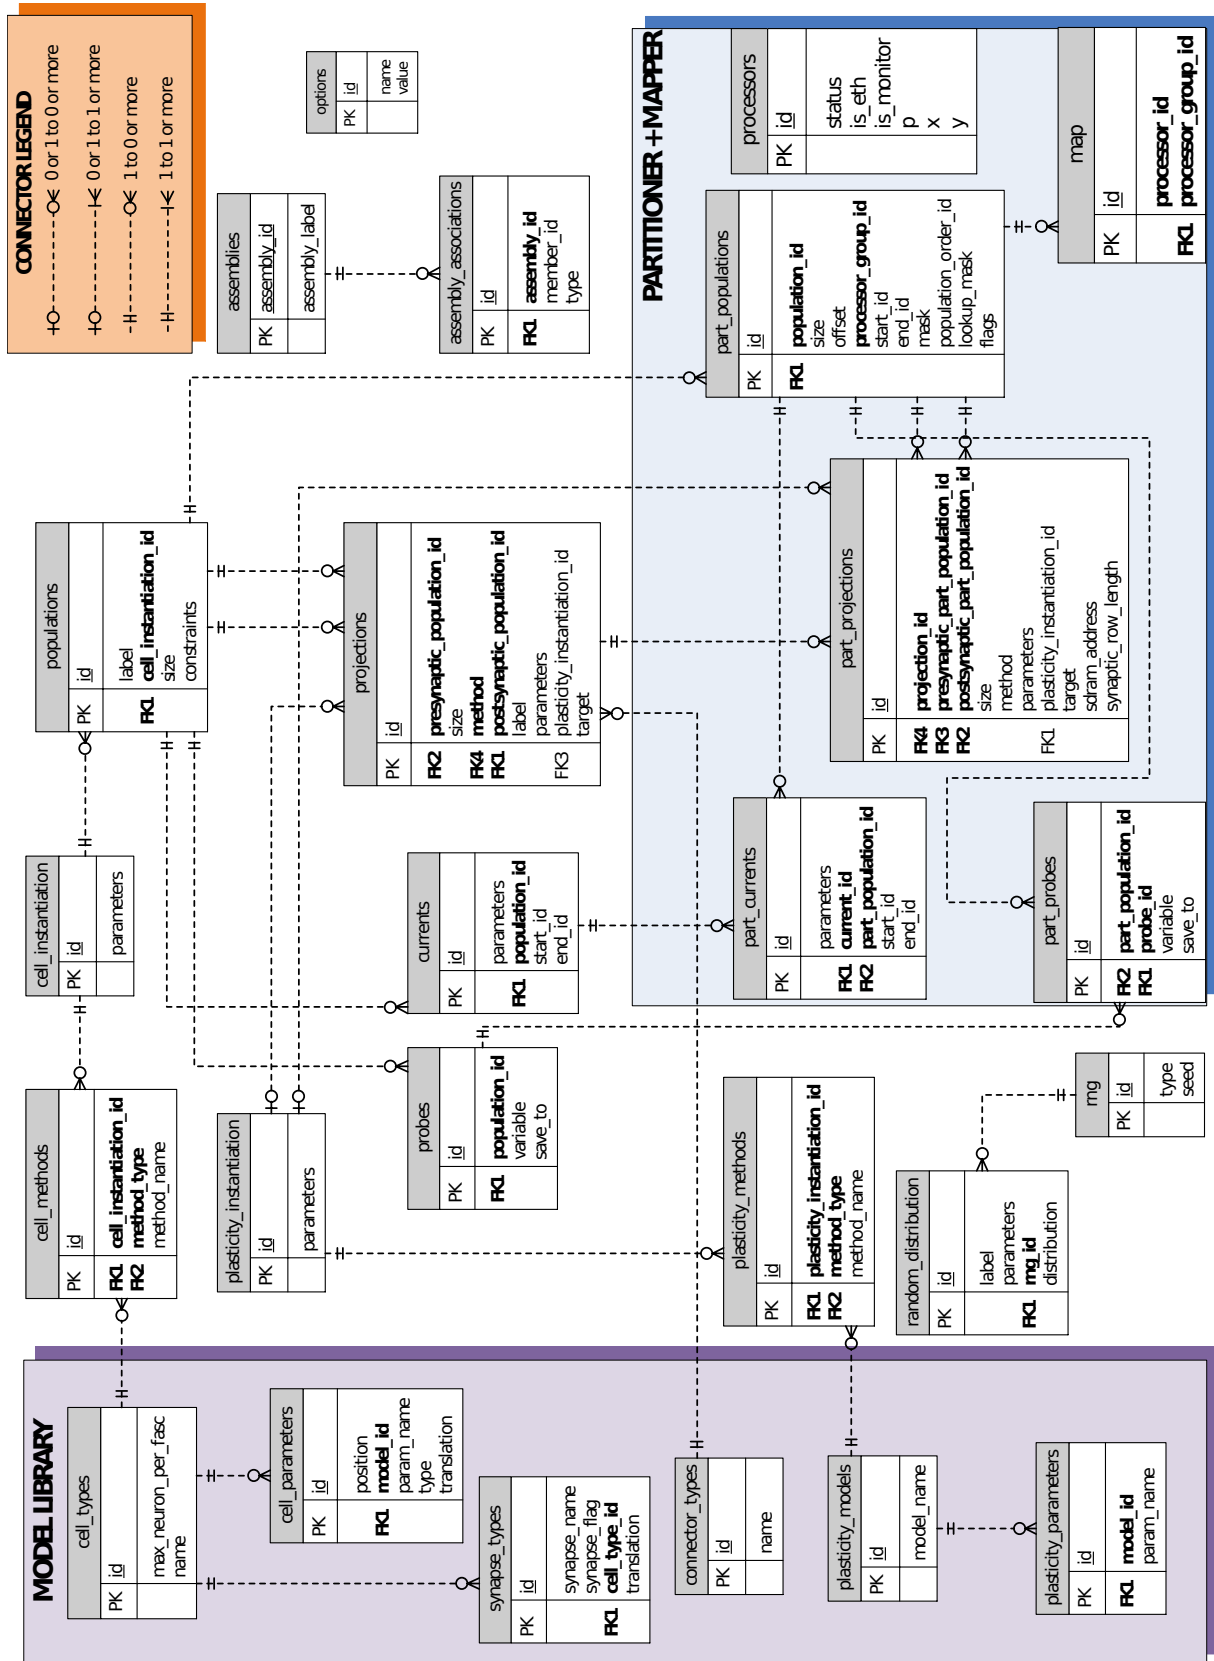 MODEL LIBRARY
cell_types
PK id
max_neuron_per_fasc
name
cell_parameters
PK id
position
FK1 model_id
param_name
type
translation
synapse_types
PK id
synapse_name
synapse_flag
FK1 cell_type_id
translation
connector_types
PK id
name
plasticity_models
PK id
model_name
plasticity_parameters
PK id
FK1 model_id
param_name
cell_methods
PK id
FK1 cell_instantiation_id
FK2 method_type
method_name
plasticity_instantiation
PK id
parameters
probes
PK id
FK1 population_id
variable
save_to
plasticity_methods
PK id
FK1 plasticity_instantiation_id
FK2 method_type
method_name
random_distribution
PK id
label
parameters
FK1 rng_id
distribution
rng
PK id
type
seed
cell_instantiation
PK id
parameters
currents
PK id
parameters
FK1 population_id
start_id
end_id
populations
PK id
label
FK1 cell_instantiation_id
size
constraints
projections
PK id
FK2 presynaptic_population_id
size
FK4 method
FK1 postsynaptic_population_id
label
parameters
FK3 plasticity_instantiation_id
target
assemblies
PK assembly_id
assembly_label
assembly_associations
PK id
FK1 assembly_id
member_id
type
options
PK id
name
value
CONNECTOR LEGEND
0 or 1 to 0 or more
0 or 1 to 1 or more
1 to 0 or more
1 to 1 or more
PARTITIONER + MAPPER
part_currents
PK id
parameters
FK1 current_id
FK2 part_population_id
start_id
end_id
part_probes
PK id
FK2 part_population_id
FK1 probe_id
variable
save_to
part_projections
PK id
FK4 projection_id
FK3 presynaptic_part_population_id
FK2 postsynaptic_part_population_id
size
method
parameters
FK1 plasticity_instantiation_id
target
sdram_address
synaptic_row_length
part_populations
PK id
FK1 population_id
size
offset
processor_group_id
start_id
end_id
mask
population_order_id
lookup_mask
flags
processors
PK id
status
is_eth
is_monitor
p
x
y
map
PK id
processor_id
FK1 processor_group_id